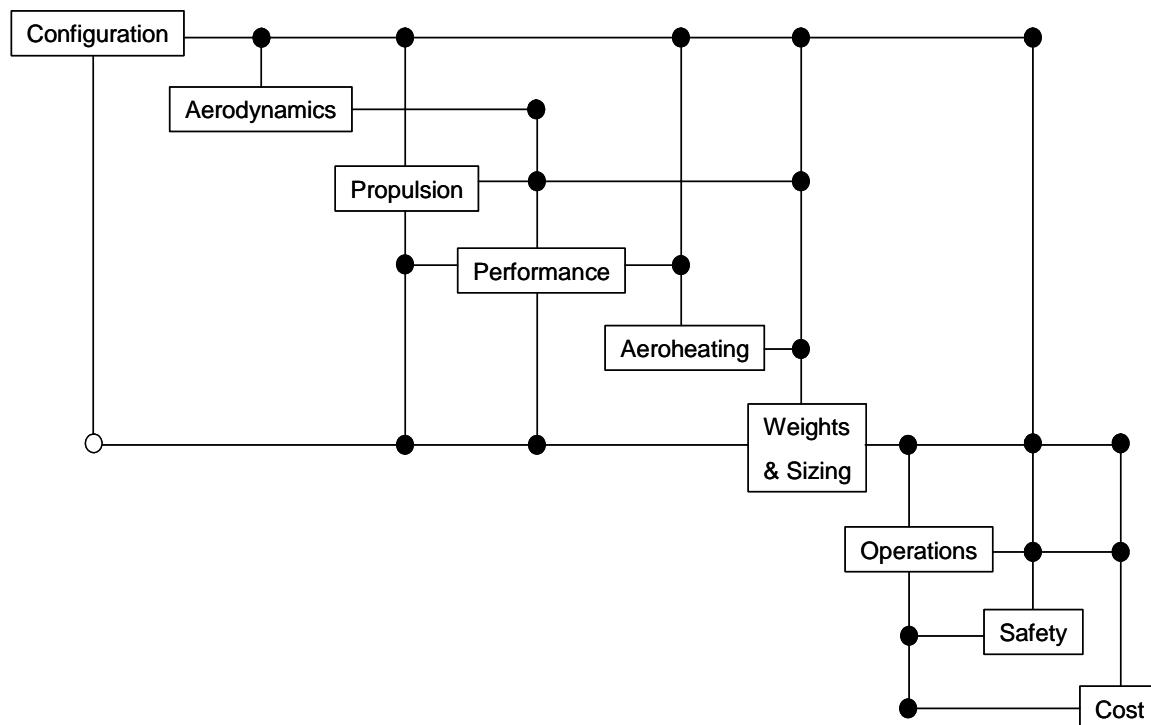 Configuration
Aerodynamics
Propulsion
Performance
Aeroheating
Weights
& Sizing
Operations
Safety
Cost